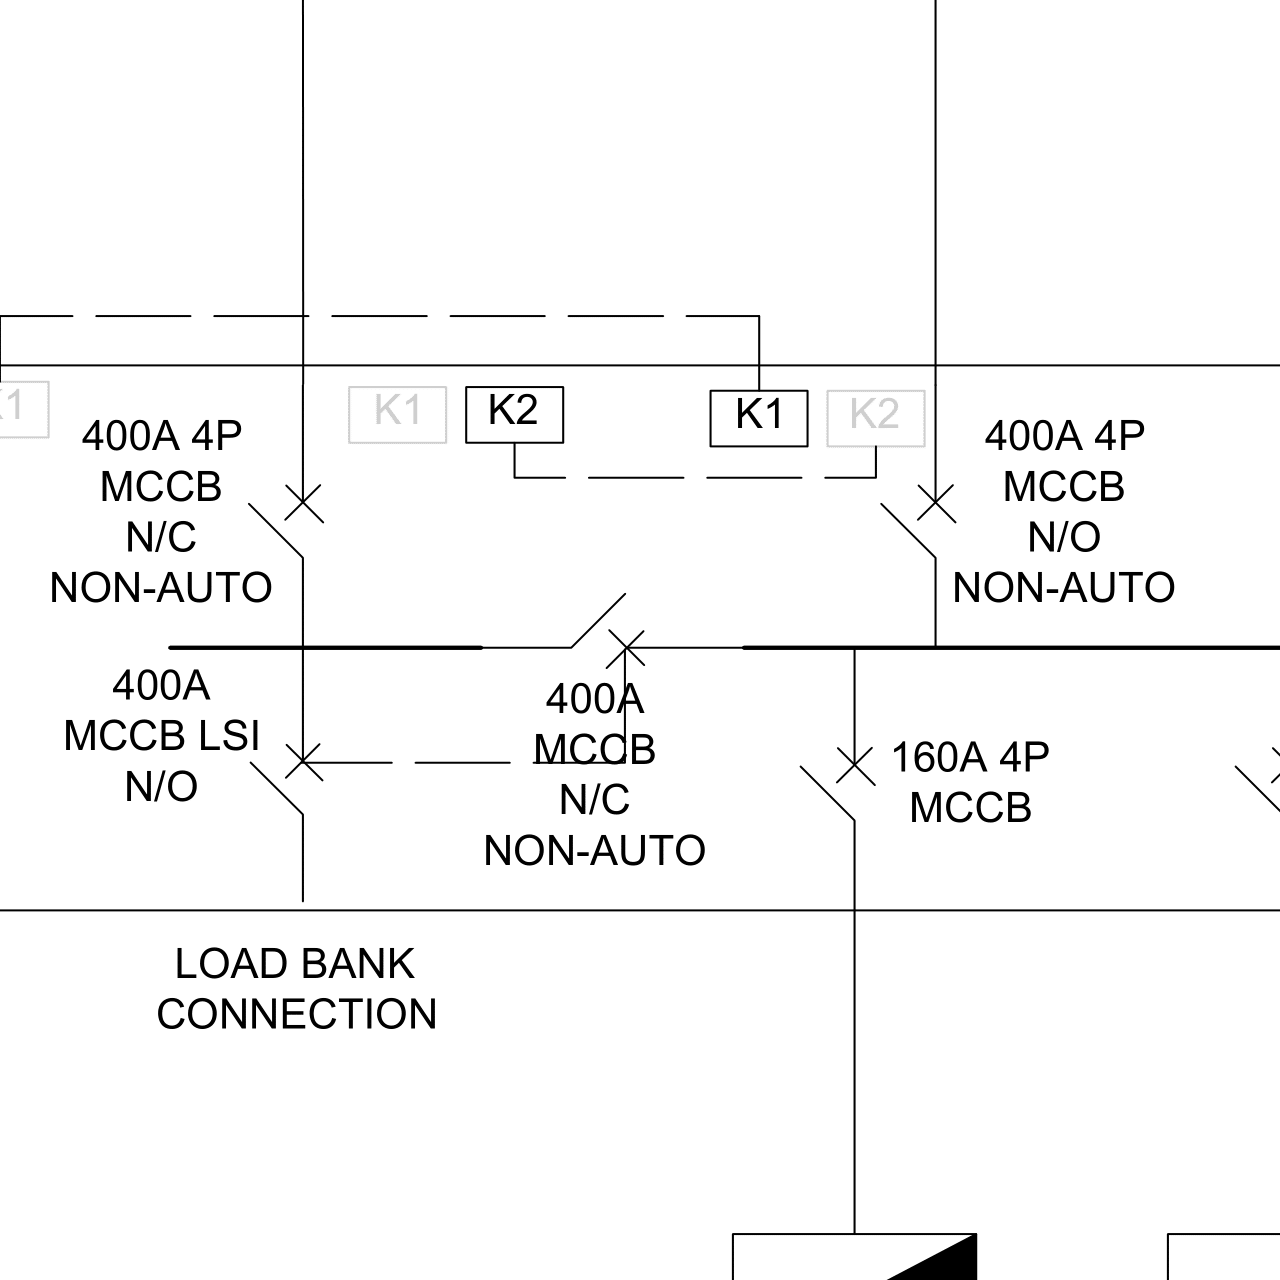 K1
K1
K2
K1
K2
400A 4P
MCCB
N/C
NON-AUTO
400A 4P
MCCB
N/O
NON-AUTO
400A
MCCB LSI
N/O
400A
MCCB
N/C
NON-AUTO
160A 4P
MCCB
LOAD BANK
CONNECTION